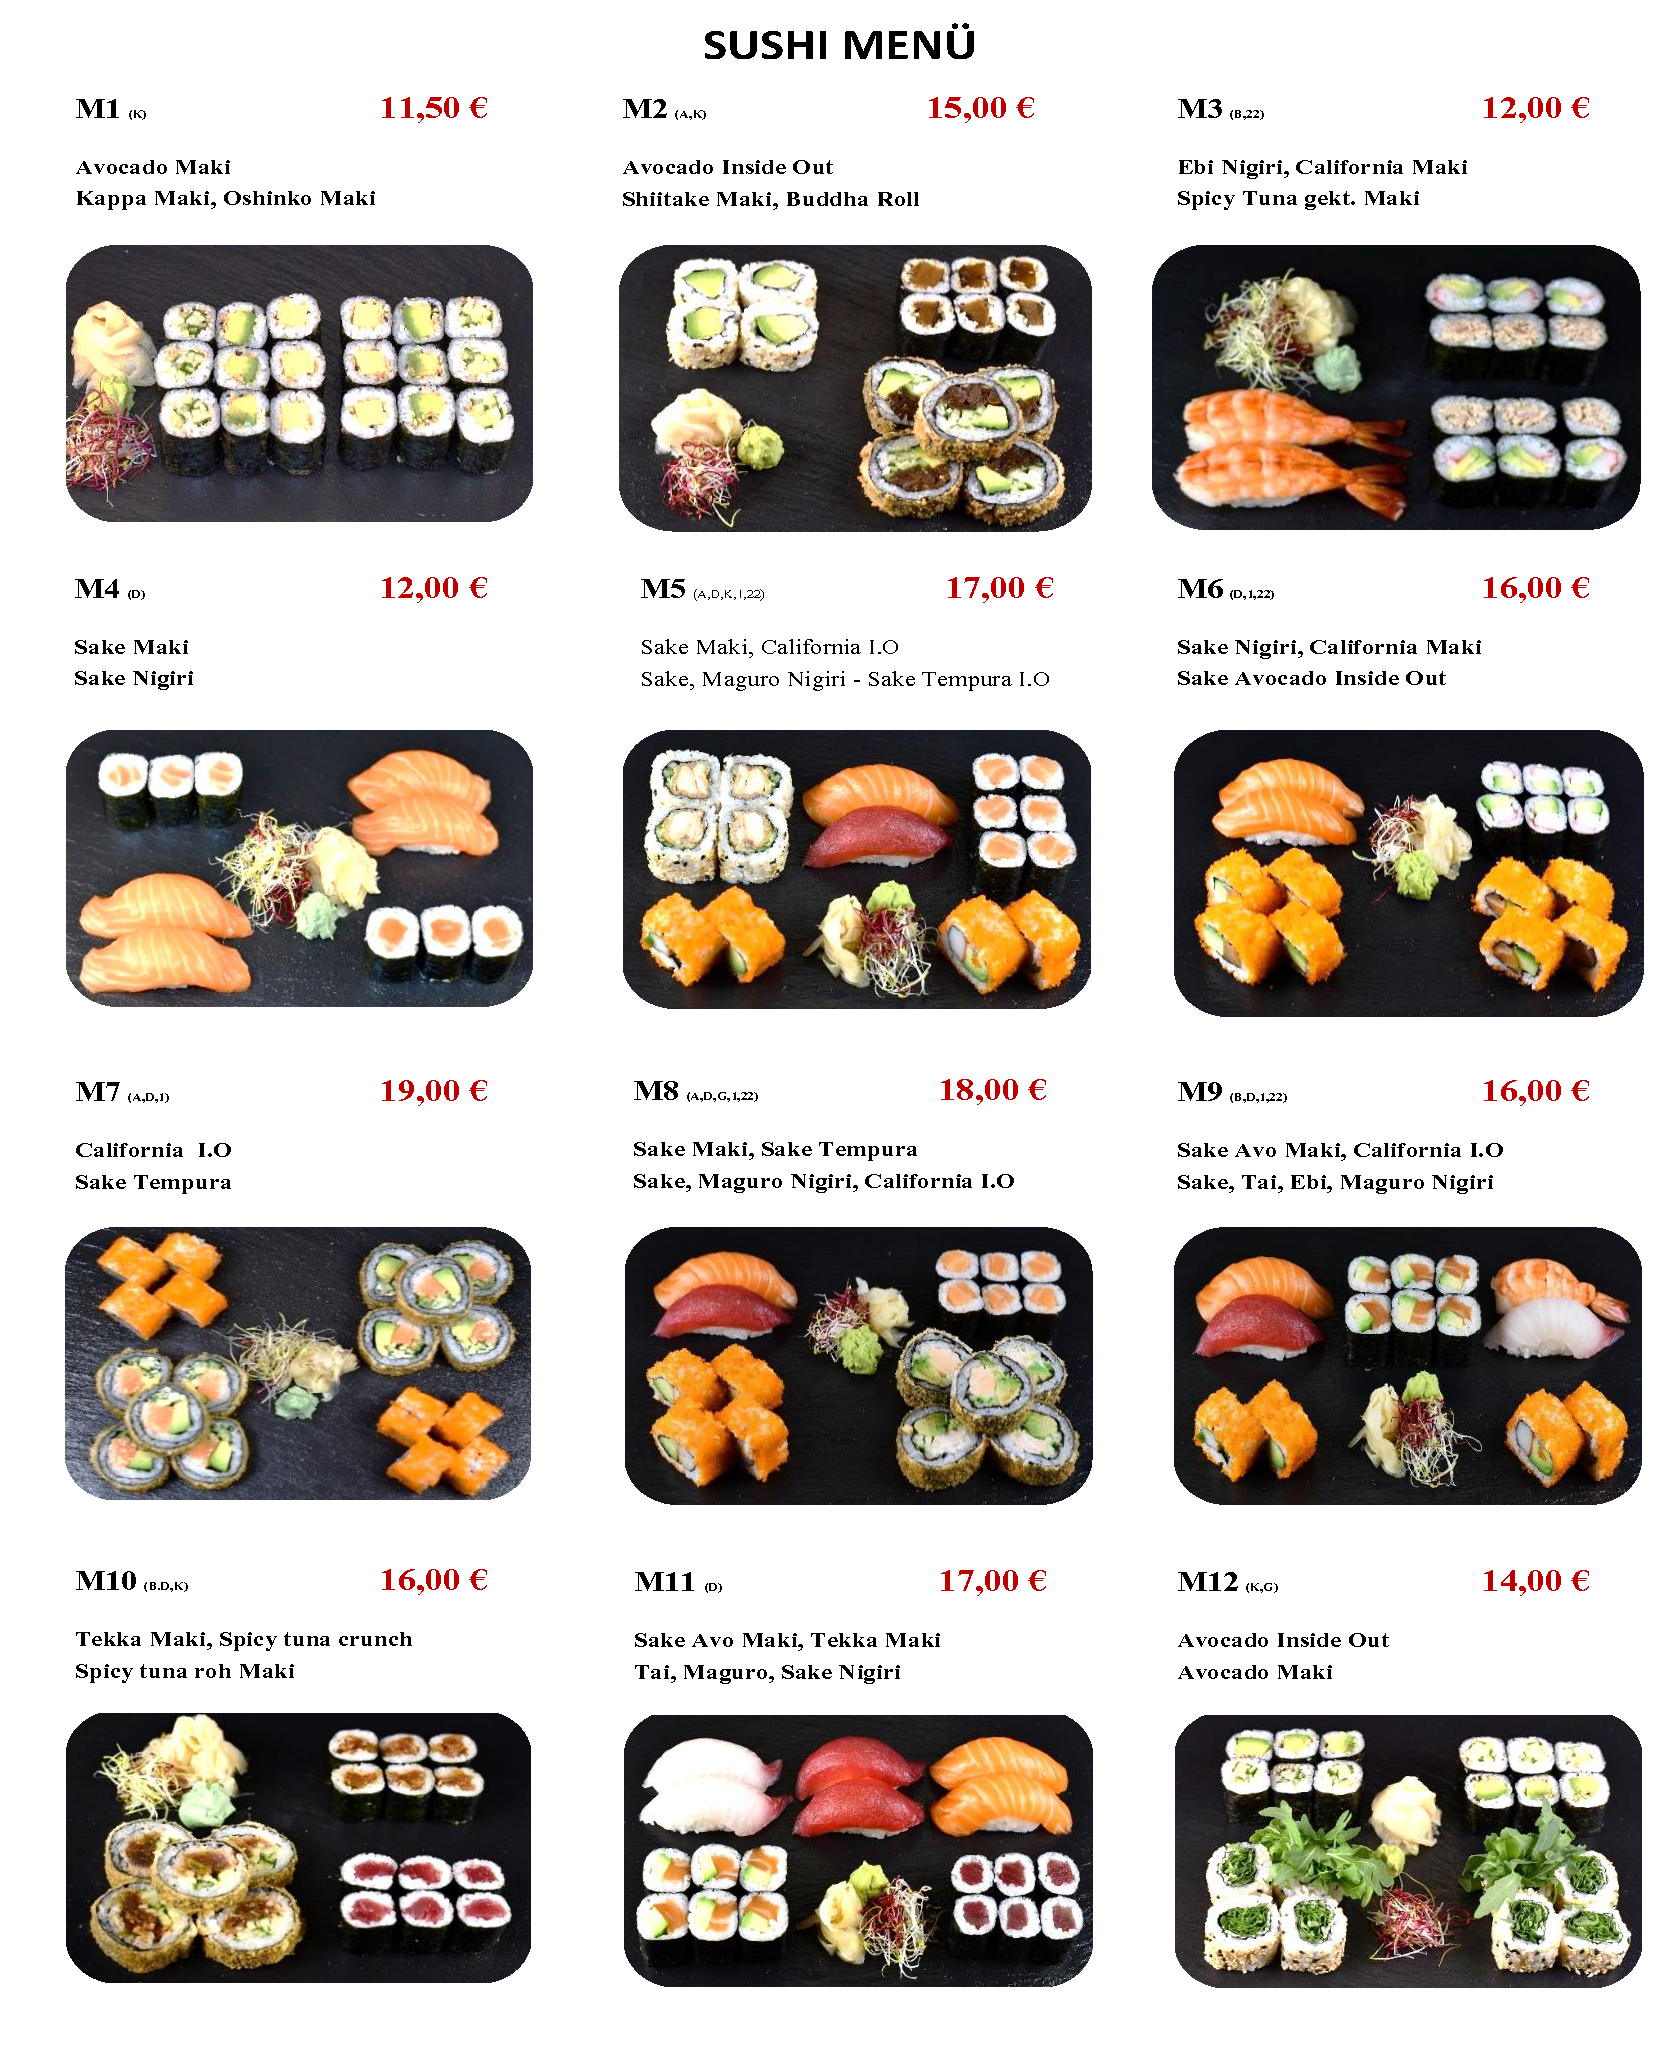 SUSHI MENÜ
M1 (K) 11,50 €
Avocado Maki
Kappa Maki, Oshinko Maki
M2 (A,K) 15,00 €
Avocado Inside Out
Shiitake Maki, Buddha Roll
M3 (B,22) 12,00 €
Ebi Nigiri, California Maki
Spicy Tuna gekt. Maki
M4 (D) 12,00 €
Sake Maki
Sake Nigiri
M5 (A,D,K,1,22) 17,00 €
Sake Maki, California I.O
Sake, Maguro Nigiri - Sake Tempura I.O
M6 (D,1,22) 16,00 €
Sake Nigiri, California Maki
Sake Avocado Inside Out
M7 (A,D,1) 19,00 €
California I.O
Sake Tempura
M8 (A,D,G,1,22) 18,00 €
Sake Maki, Sake Tempura
Sake, Maguro Nigiri, California I.O
M9 (B,D,1,22) 16,00 €
Sake Avo Maki, California I.O
Sake, Tai, Ebi, Maguro Nigiri
M10 (B.D,K) 16,00 €
Tekka Maki, Spicy tuna crunch
Spicy tuna roh Maki
M11 (D) 17,00 €
Sake Avo Maki, Tekka Maki
Tai, Maguro, Sake Nigiri
M12 (K,G) 14,00 €
Avocado Inside Out
Avocado Maki